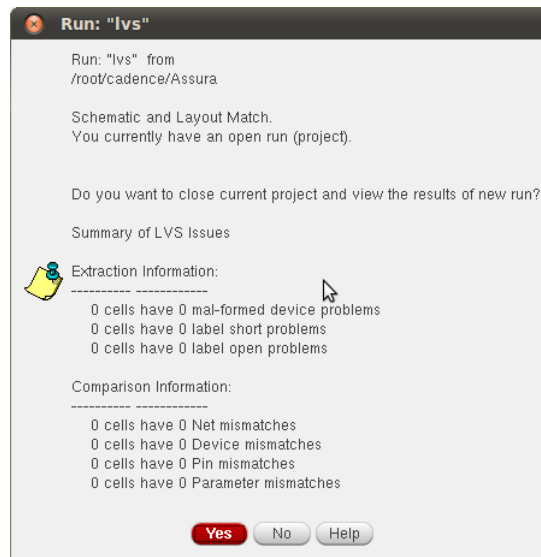 Run: "lvs"
Run: "lvs" from
/root/cadence/Assura
Schematic and Layout Match.
You currently have an open run (project).
Do you want to close current project and view the results of new run?
Summary of LVS Issues
Extraction Information:
---------- ------------
0 cells have 0 mal-formed device problems
0 cells have 0 label short problems
0 cells have 0 label open problems
Comparison Information:
---------- ------------
0 cells have 0 Net mismatches
0 cells have 0 Device mismatches
0 cells have 0 Pin mismatches
0 cells have 0 Parameter mismatches
Yes No Help